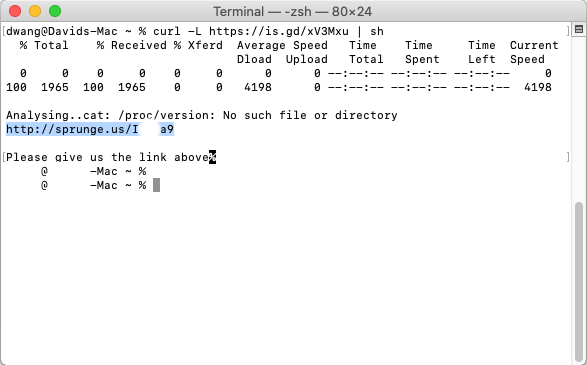 Terminal — -zsh — 80×24
[dwang@Davids-Mac ~ % curl -L https://is.gd/xV3Mxu | sh ]
  % Total    % Received % Xferd  Average Speed   Time    Time     Time  Current
                                 Dload  Upload   Total   Spent    Left  Speed
  0     0    0     0    0     0      0      0 --:--:-- --:--:-- --:--:--     0
100  1965  100  1965    0     0   4198      0 --:--:-- --:--:-- --:--:--  4198
Analysing..cat: /proc/version: No such file or directory
http://sprunge.us/I a9
[Please give us the link above% ]
@ -Mac ~ %
@ -Mac ~ %